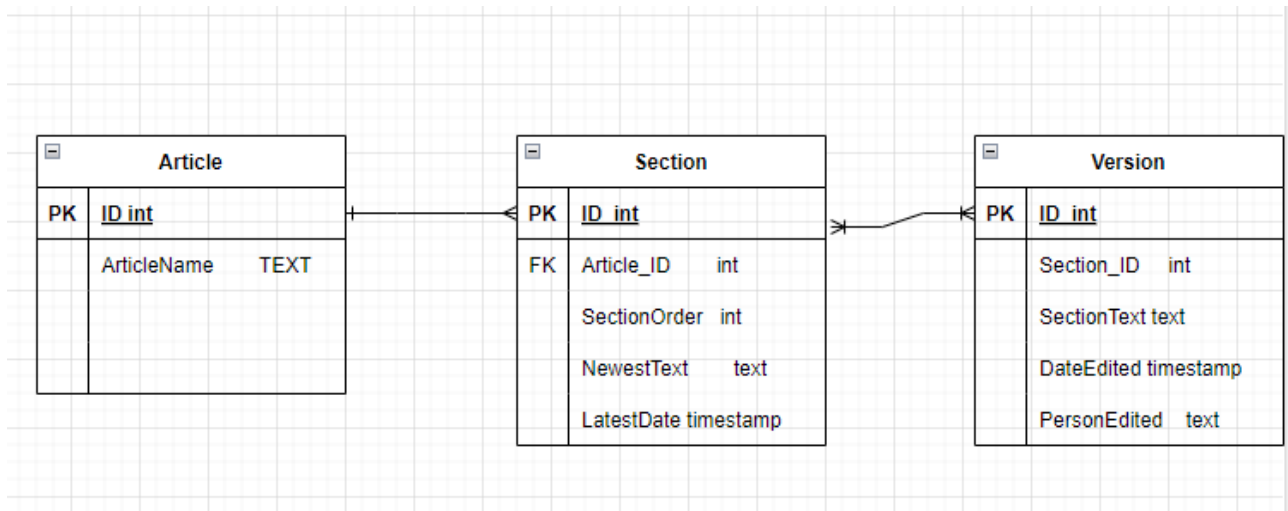 Article
PK ID int
ArticleName TEXT
Section
PK ID int
FK Article_ID int
SectionOrder int
NewestText text
LatestDate timestamp
Version
PK ID int
Section_ID int
SectionText text
DateEdited timestamp
PersonEdited text